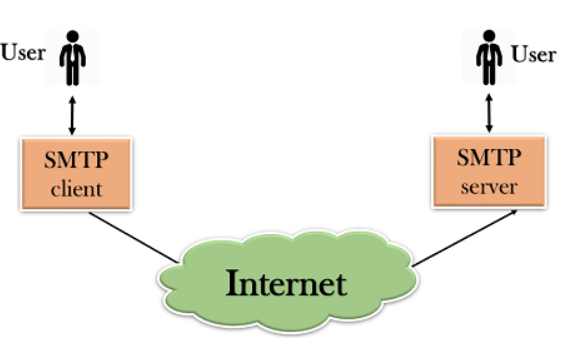 User
User
SMTP
client
SMTP
server
Internet